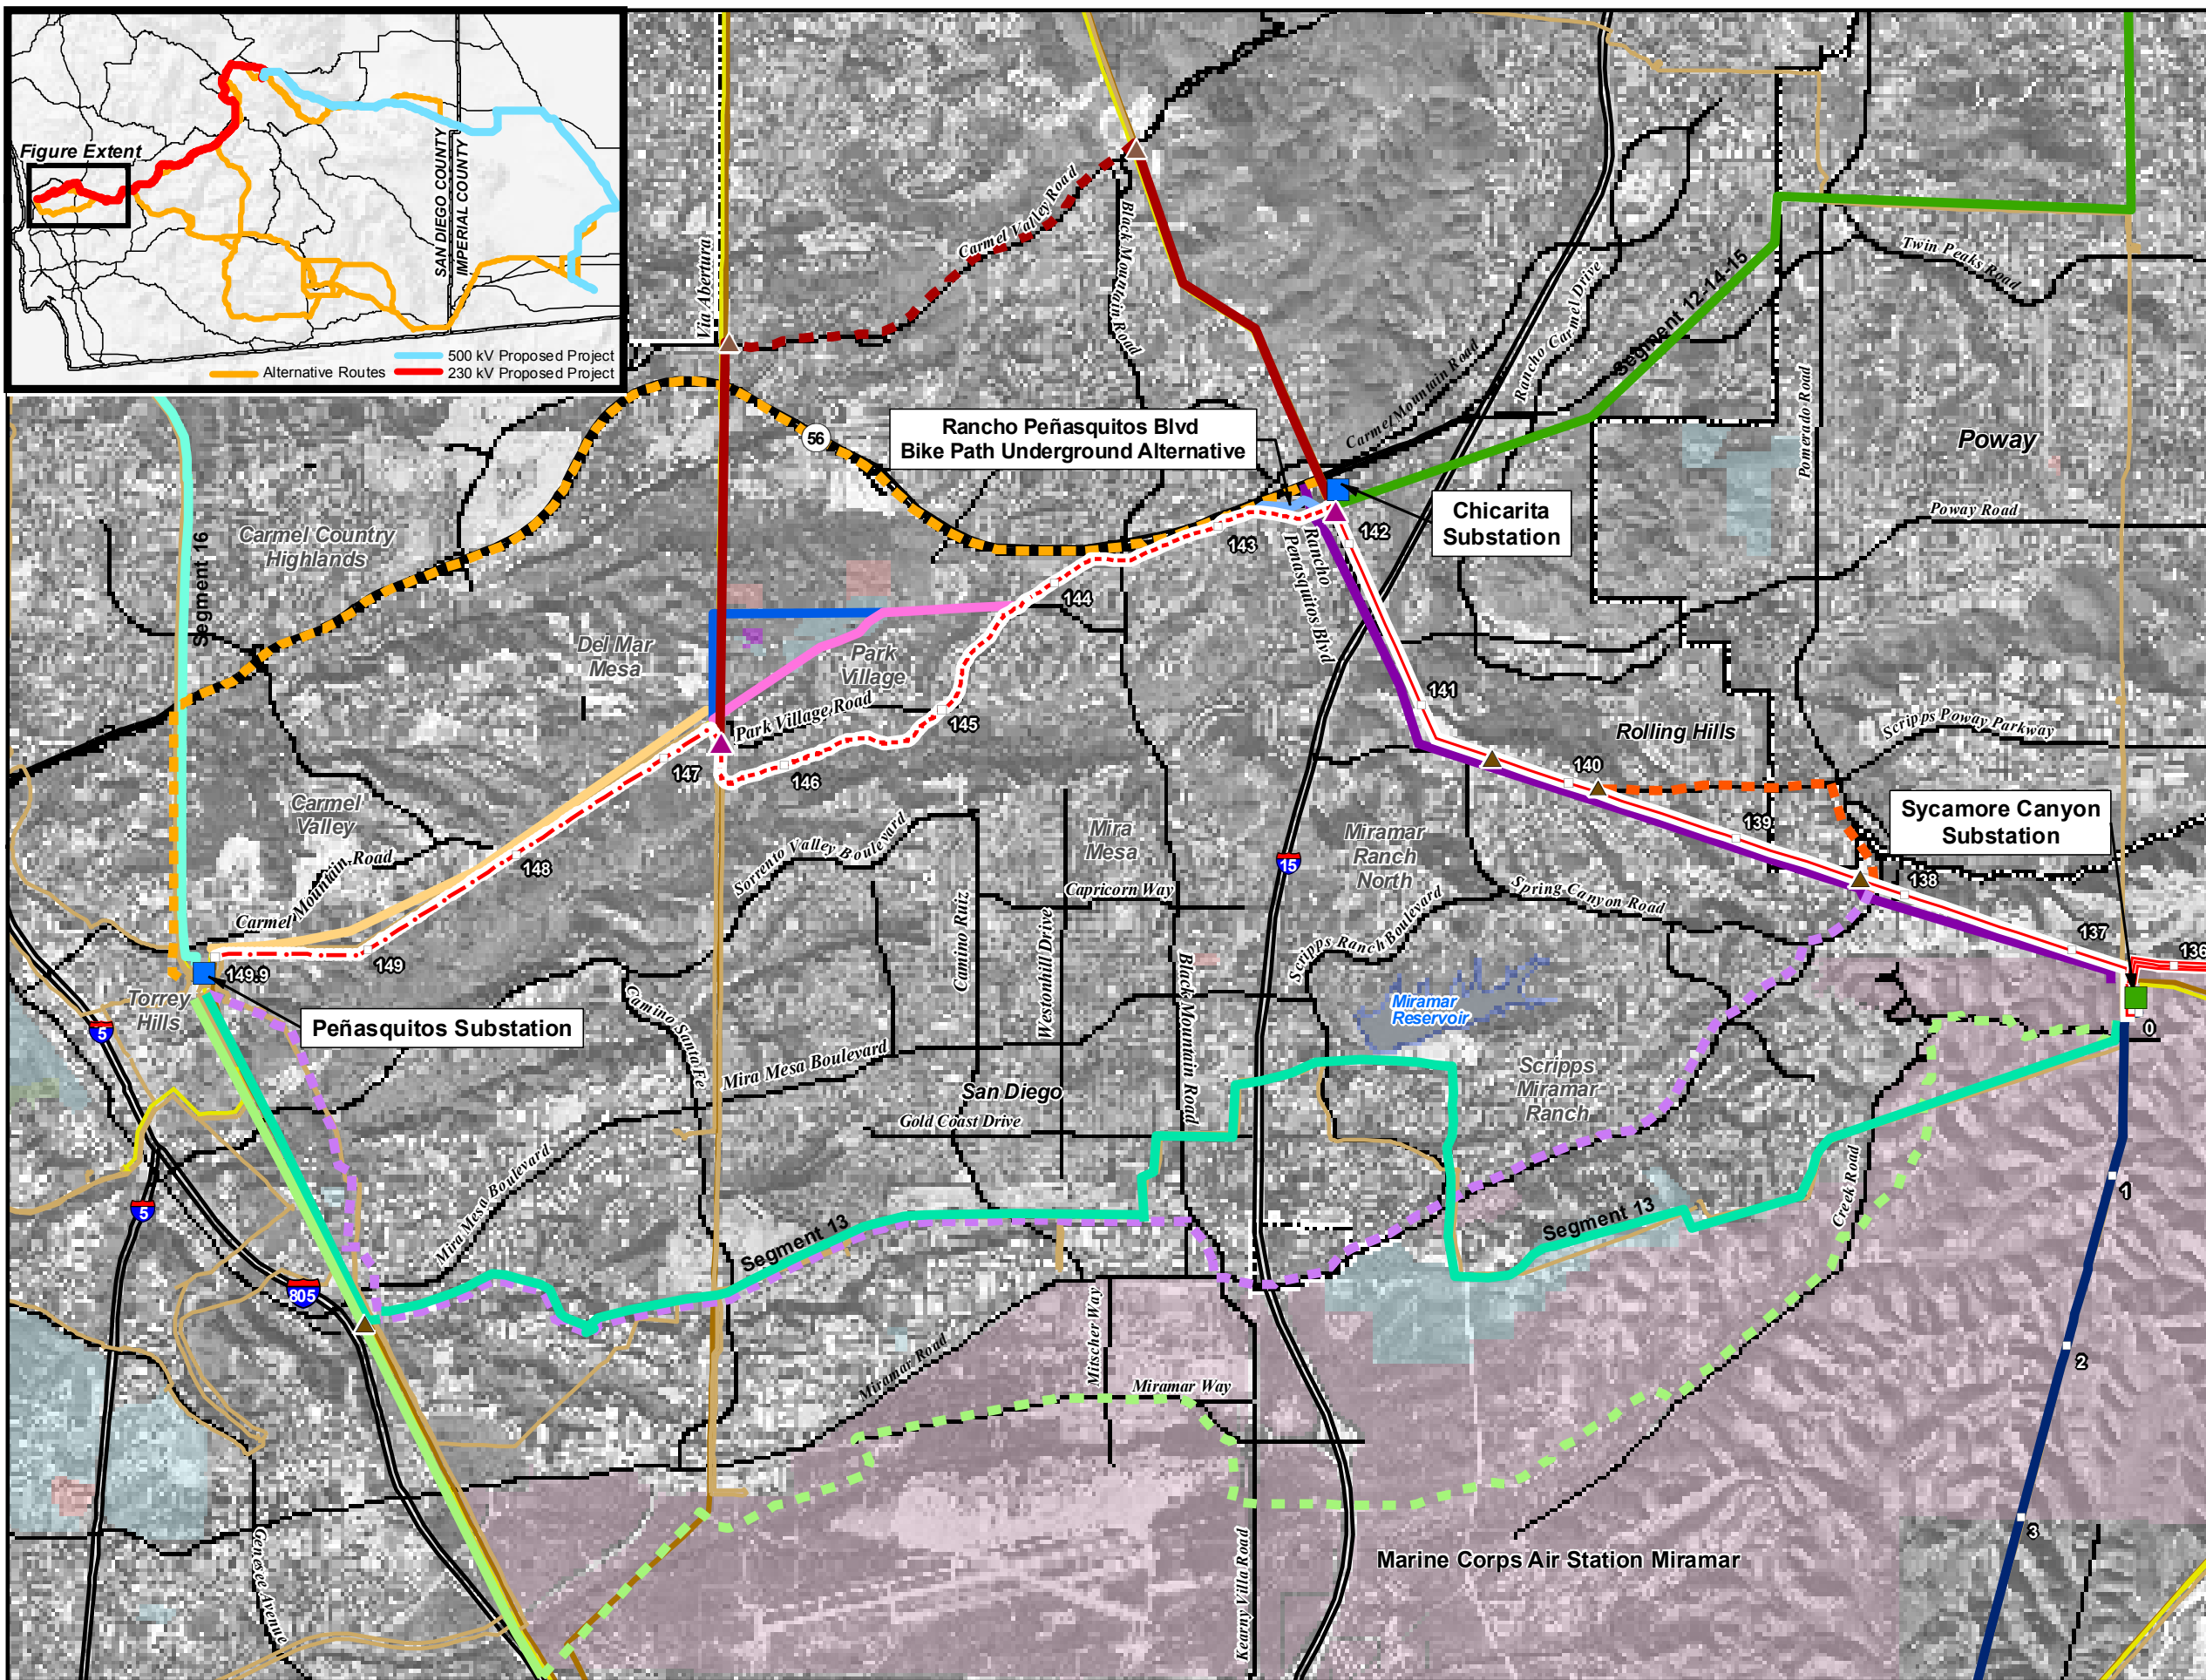 Figure Extent
SAN DIEGO COUNTY
IMPERIAL COUNTY
500 kV Proposed Project
Alternative Routes
230 kV Proposed Project
Via Abertura
Carmel Valley Road
Black Mountain Road
Rancho Carmel Drive
Segment 12-14-15
Twin Peaks Road
Carmel Mountain Road
Pomerado Road
Poway
56
Rancho Peñasquitos Blvd
Bike Path Underground Alternative
Chicarita
Substation
Poway Road
Segment 16
Carmel Country
Highlands
143
142
Rancho
Penasquitos Blvd
144
Del Mar
Mesa
Park
Village
Park Village Road
145
141
Rolling Hills
Scripps Poway Parkway
147
146
140
Carmel
Valley
139
Sycamore Canyon
Substation
Mira
Mesa
Miramar
Ranch
North
15
148
Sorrento Valley Boulevard
Capricorn Way
Spring Canyon Road
138
Carmel Mountain Road
Camino Ruiz
Westonhill Drive
Scripps Ranch Boulevard
137
136
149
149.9
Black Mountain Road
Torrey
Hills
Peñasquitos Substation
Camino Santa Fe
Miramar
Reservoir
0
5
Mira Mesa Boulevard
San Diego
Scripps
Miramar
Ranch
Gold Coast Drive
Mira Mesa Boulevard
Creek Road
1
5
Segment 13
Segment 13
805
Mitscher Way
Miramar Road
Miramar Way
2
3
Genesee Avenue
Kearny Villa Road
Marine Corps Air Station Miramar